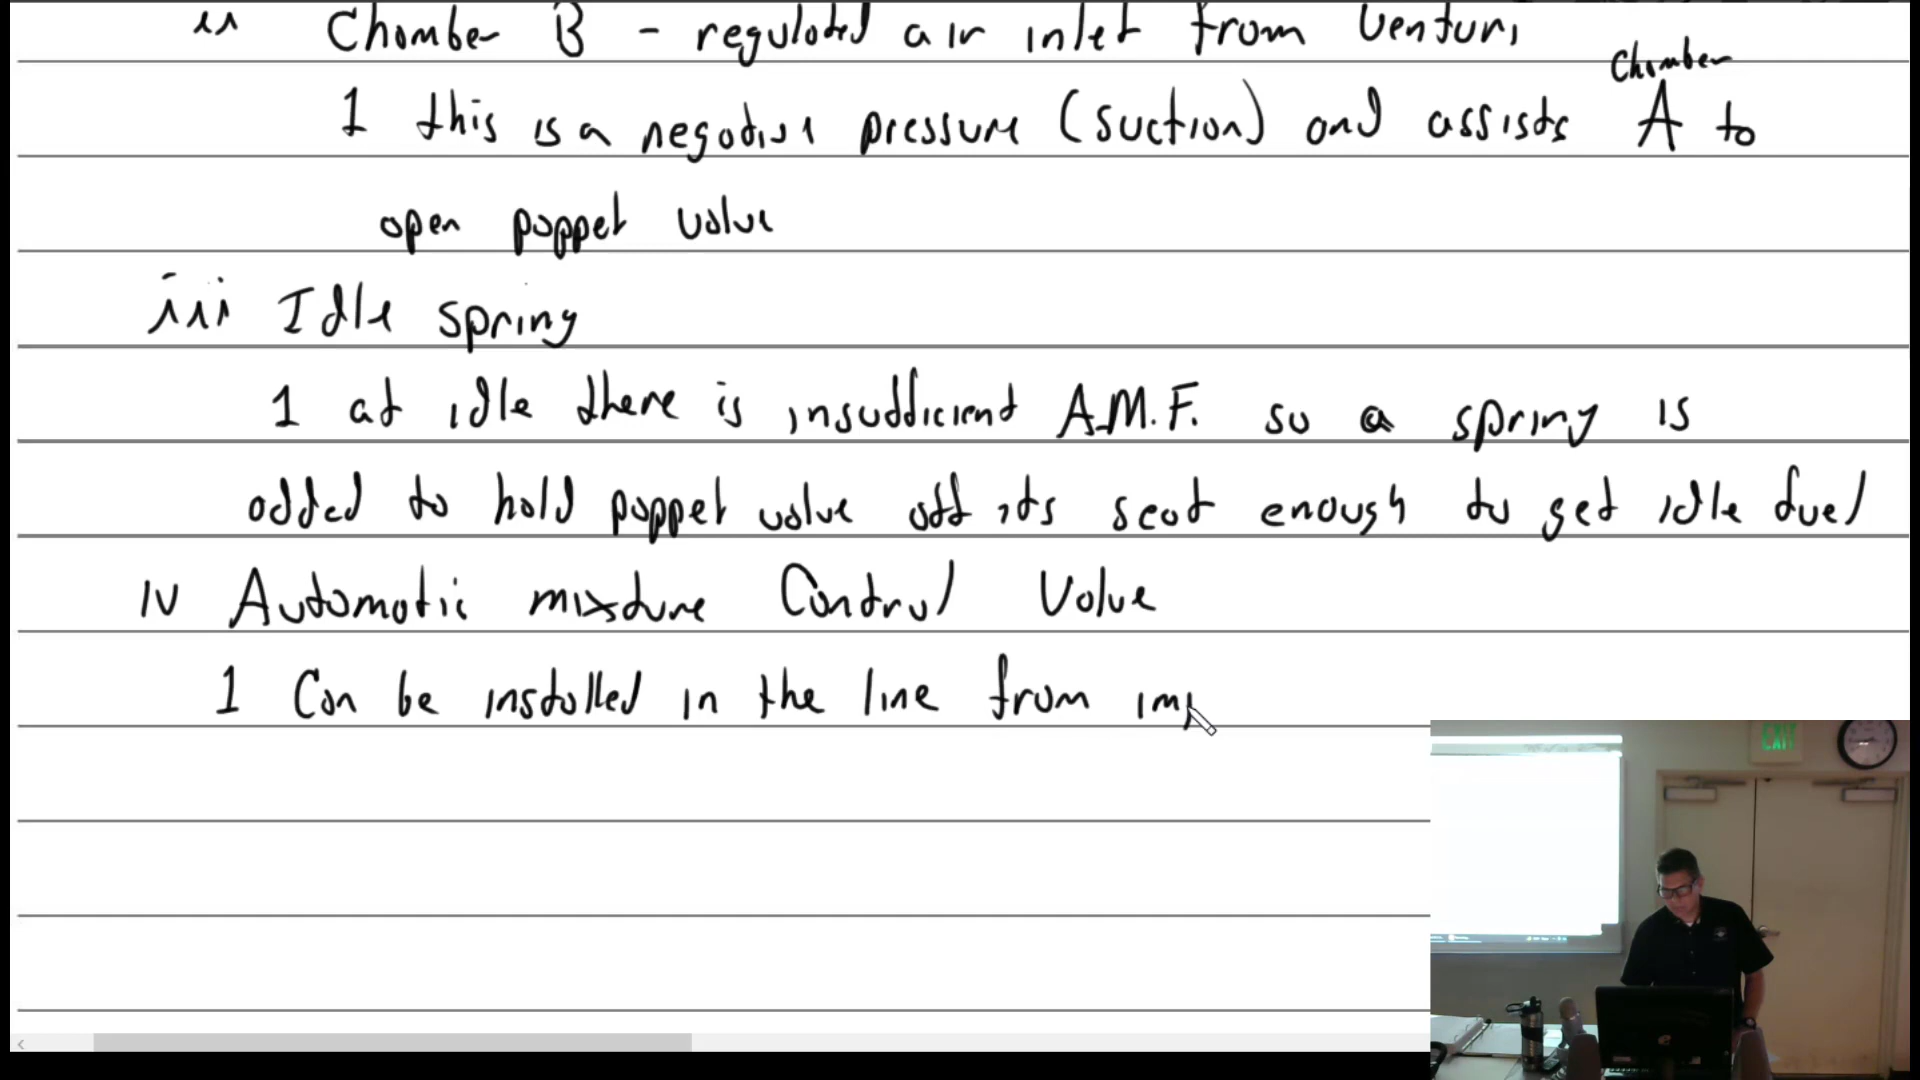 ii Chamber B - regulated air inlet from Venturi
Chamber
1 this is a negative pressure (suction) and assists A to
open poppet valve
iii Idle spring
1 at idle there is insufficient A.M.F. so a spring is
added to hold poppet valve off its seat enough to get idle fuel
iv Automatic mixture Control Valve
1 Can be installed in the line from imp
EXIT